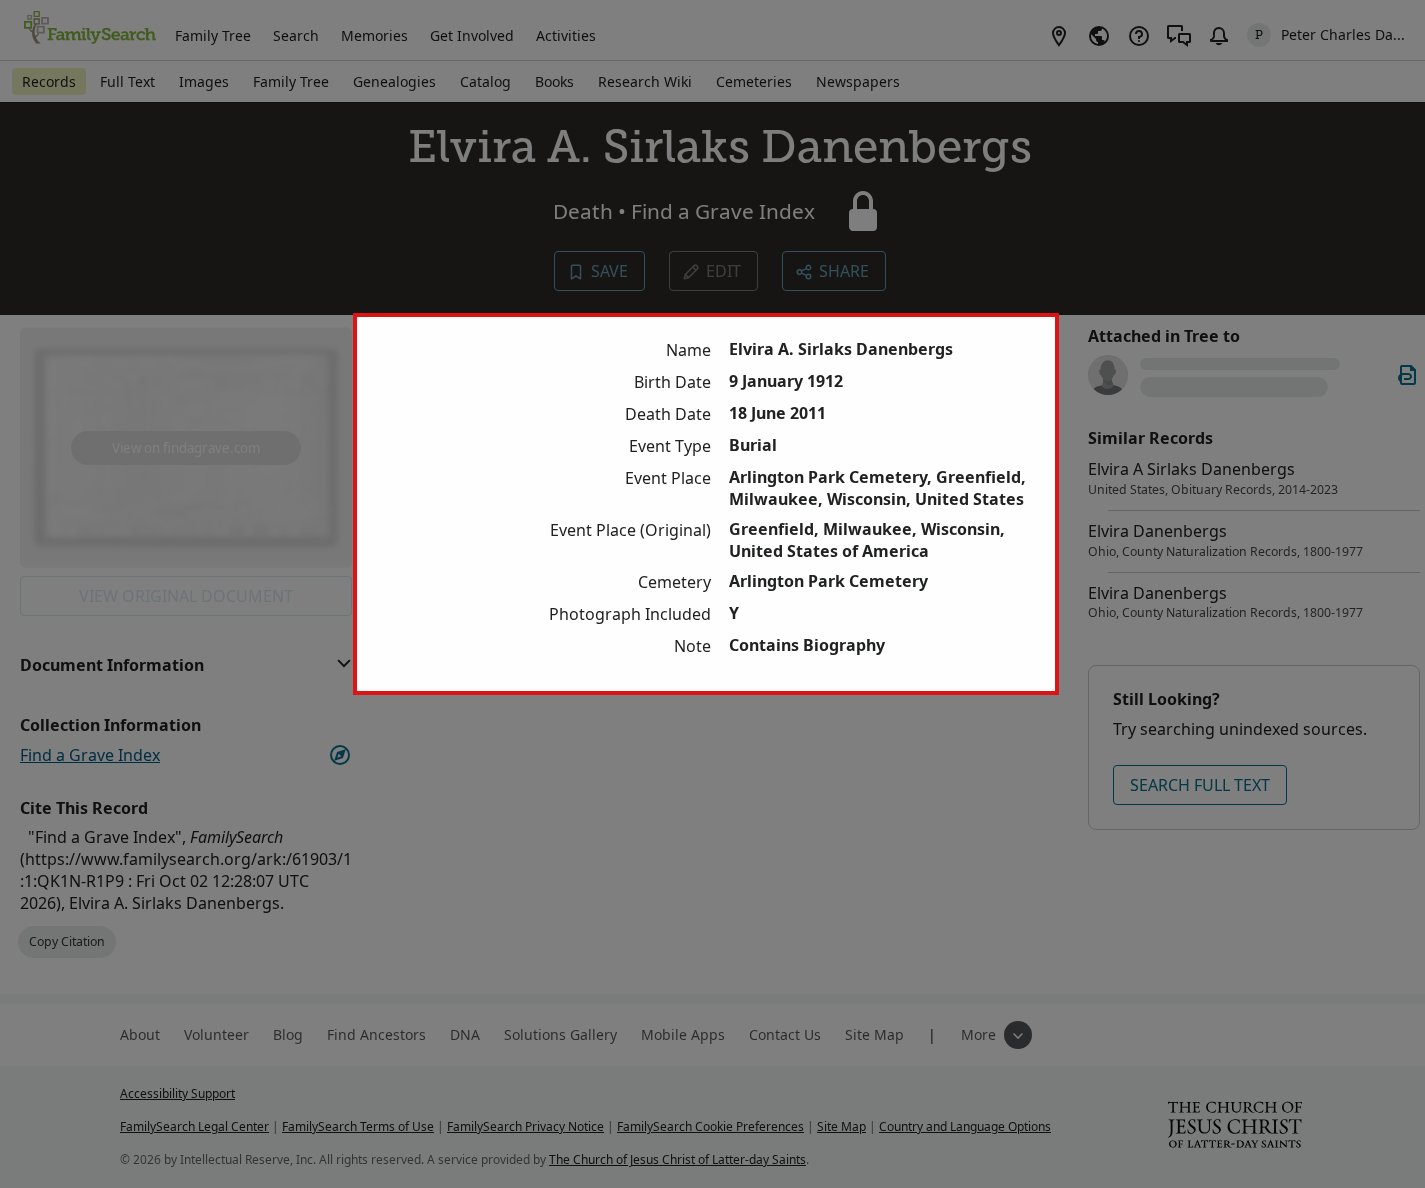 FamilySearch
Family Tree Search Memories Get Involved Activities
P Peter Charles Da...
Records Full Text Images Family Tree Genealogies Catalog Books Research Wiki Cemeteries Newspapers
Elvira A. Sirlaks Danenbergs
Death • Find a Grave Index
SAVE EDIT SHARE
View on findagrave.com
VIEW ORIGINAL DOCUMENT
Document Information
Collection Information
Find a Grave Index
Cite This Record
"Find a Grave Index", FamilySearch
(https://www.familysearch.org/ark:/61903/1
:1:QK1N-R1P9 : Fri Oct 02 12:28:07 UTC
2026), Elvira A. Sirlaks Danenbergs.
Copy Citation
Name Elvira A. Sirlaks Danenbergs
Birth Date 9 January 1912
Death Date 18 June 2011
Event Type Burial
Event Place Arlington Park Cemetery, Greenfield,
Milwaukee, Wisconsin, United States
Event Place (Original) Greenfield, Milwaukee, Wisconsin,
United States of America
Cemetery Arlington Park Cemetery
Photograph Included Y
Note Contains Biography
Attached in Tree to
Similar Records
Elvira A Sirlaks Danenbergs
United States, Obituary Records, 2014-2023
Elvira Danenbergs
Ohio, County Naturalization Records, 1800-1977
Elvira Danenbergs
Ohio, County Naturalization Records, 1800-1977
Still Looking?
Try searching unindexed sources.
SEARCH FULL TEXT
About Volunteer Blog Find Ancestors DNA Solutions Gallery Mobile Apps Contact Us Site Map | More
Accessibility Support
FamilySearch Legal Center | FamilySearch Terms of Use | FamilySearch Privacy Notice | FamilySearch Cookie Preferences | Site Map | Country and Language Options
© 2026 by Intellectual Reserve, Inc. All rights reserved. A service provided by The Church of Jesus Christ of Latter-day Saints.
THE CHURCH OF
JESUS CHRIST
OF LATTER-DAY SAINTS